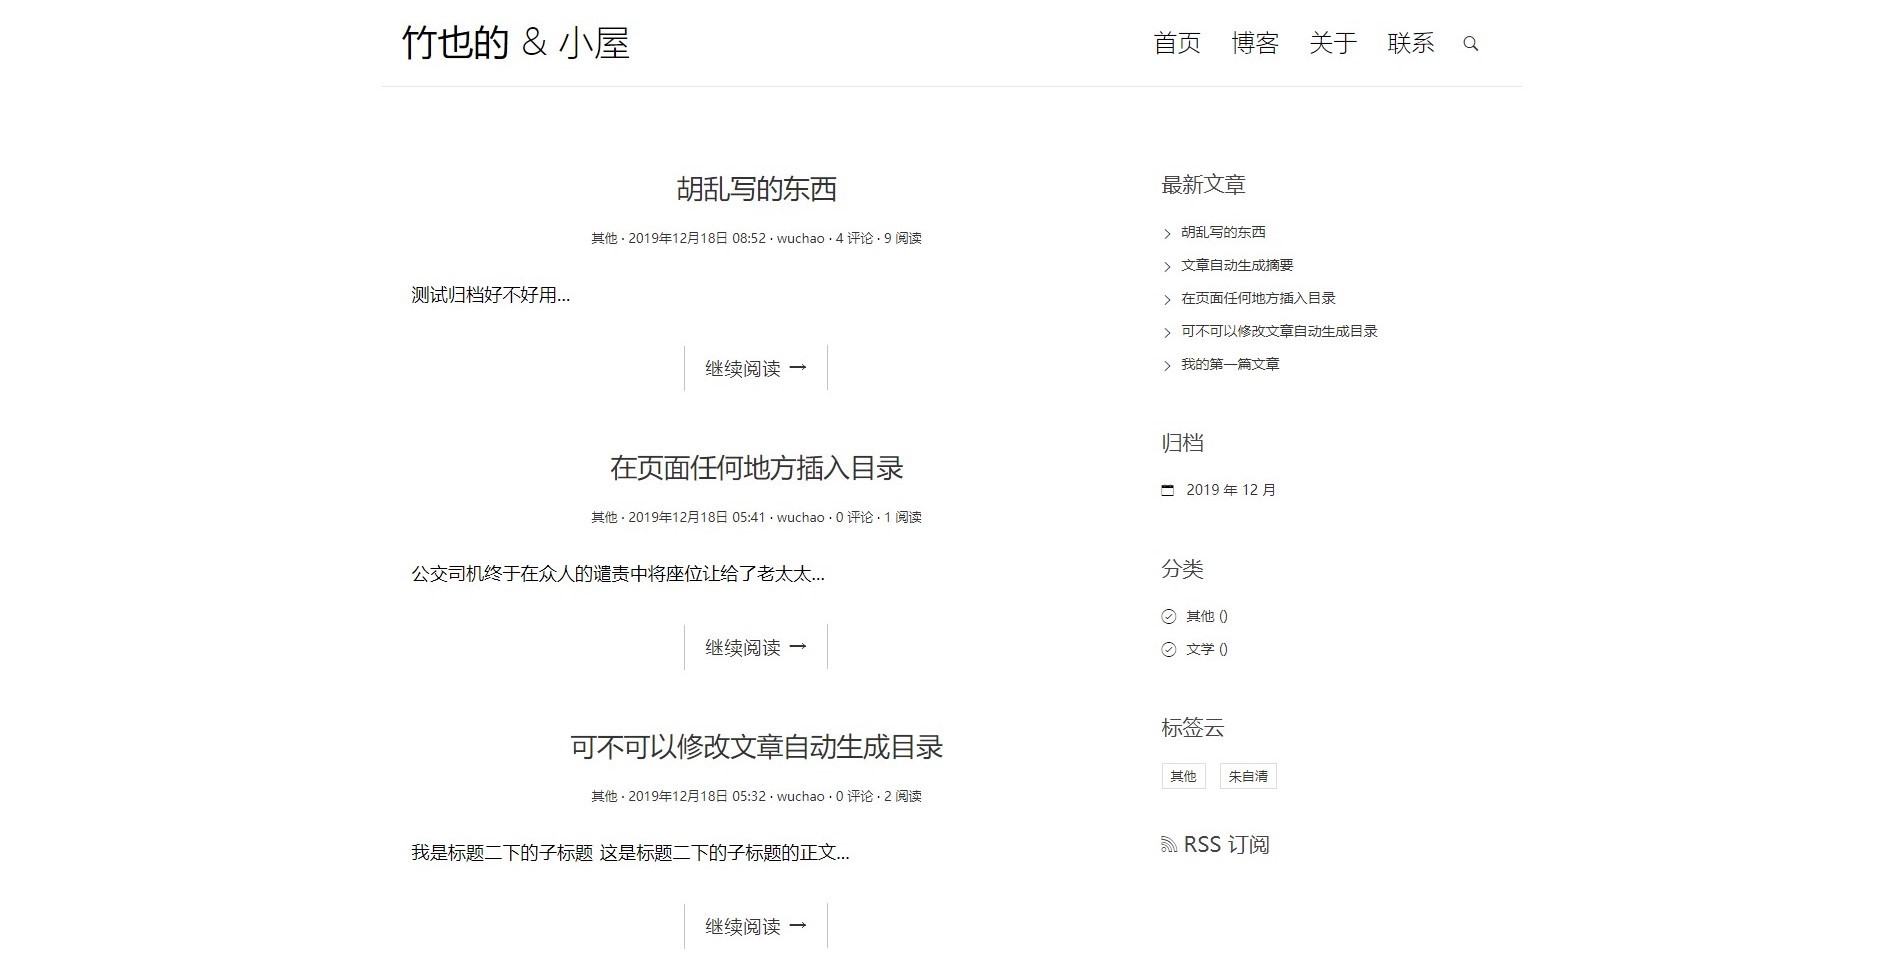 竹也的 & 小屋
首页 博客 关于 联系
胡乱写的东西
其他 · 2019年12月18日 08:52 · wuchao · 4 评论 · 9 阅读
测试归档好不好用...
继续阅读 →
在页面任何地方插入目录
其他 · 2019年12月18日 05:41 · wuchao · 0 评论 · 1 阅读
公交司机终于在众人的谴责中将座位让给了老太太...
继续阅读 →
可不可以修改文章自动生成目录
其他 · 2019年12月18日 05:32 · wuchao · 0 评论 · 2 阅读
我是标题二下的子标题 这是标题二下的子标题的正文...
继续阅读 →
最新文章
胡乱写的东西
文章自动生成摘要
在页面任何地方插入目录
可不可以修改文章自动生成目录
我的第一篇文章
归档
2019 年 12 月
分类
其他 ()
文学 ()
标签云
其他 朱自清
RSS 订阅